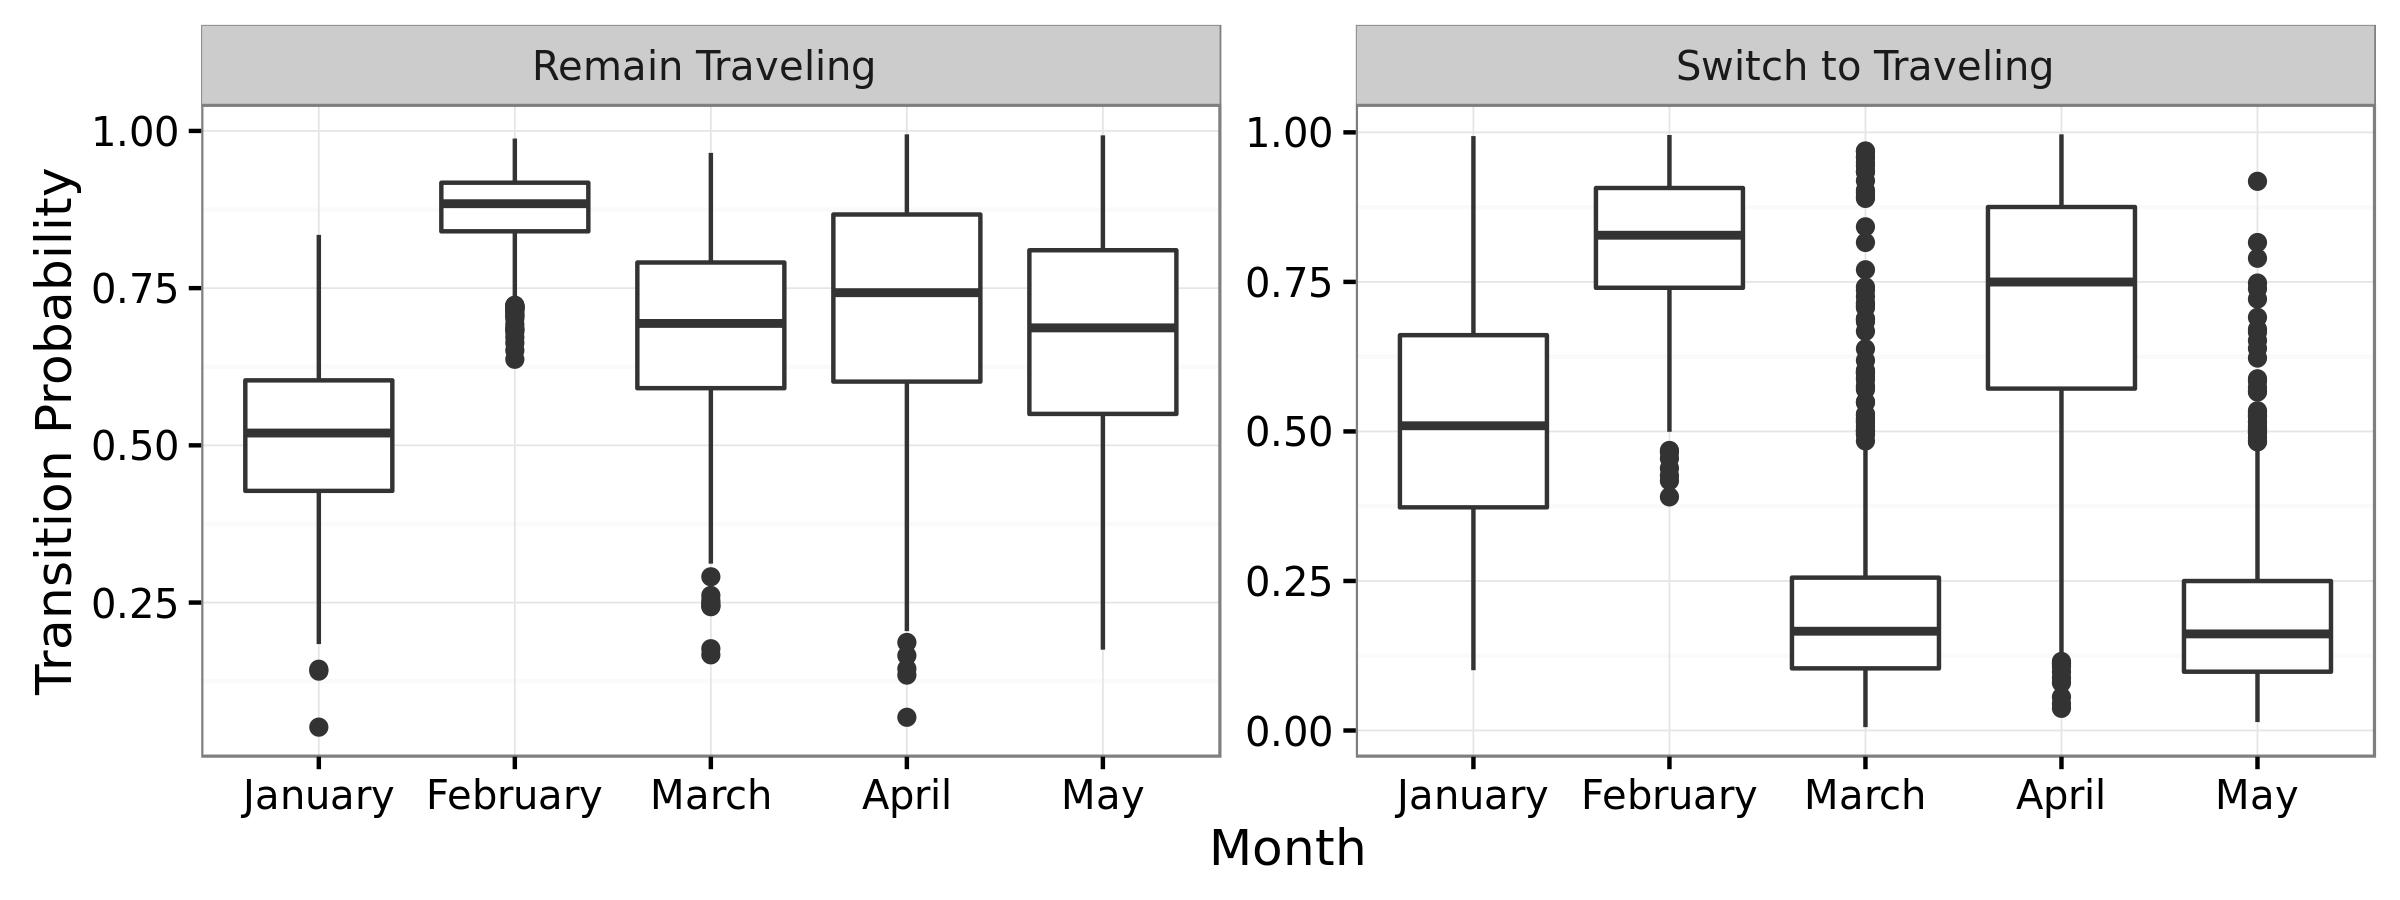 Remain Traveling
Switch to Traveling
Transition Probability
1.00
0.75
0.50
0.25
1.00
0.75
0.50
0.25
0.00
January February March April May
January February March April May
Month